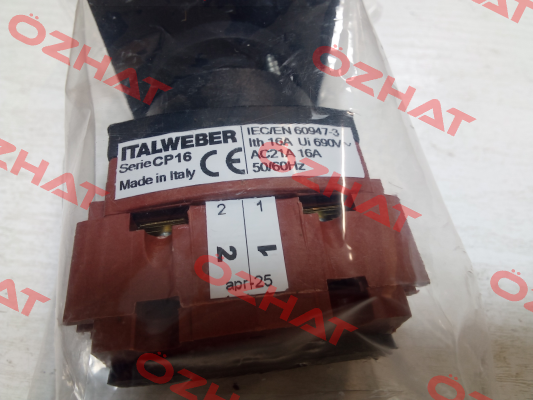 ITALWEBER
Serie CP16
Made in Italy
CE
IEC/EN 60947-3
Ith 16A Ui 690V~
AC21A 16A
50/60Hz
2 1
2 1
apr-25
ÖZHAT
ÖZHAT
ÖZHAT
ÖZHAT
ÖZHAT
ÖZHAT
ÖZHAT
ÖZHAT